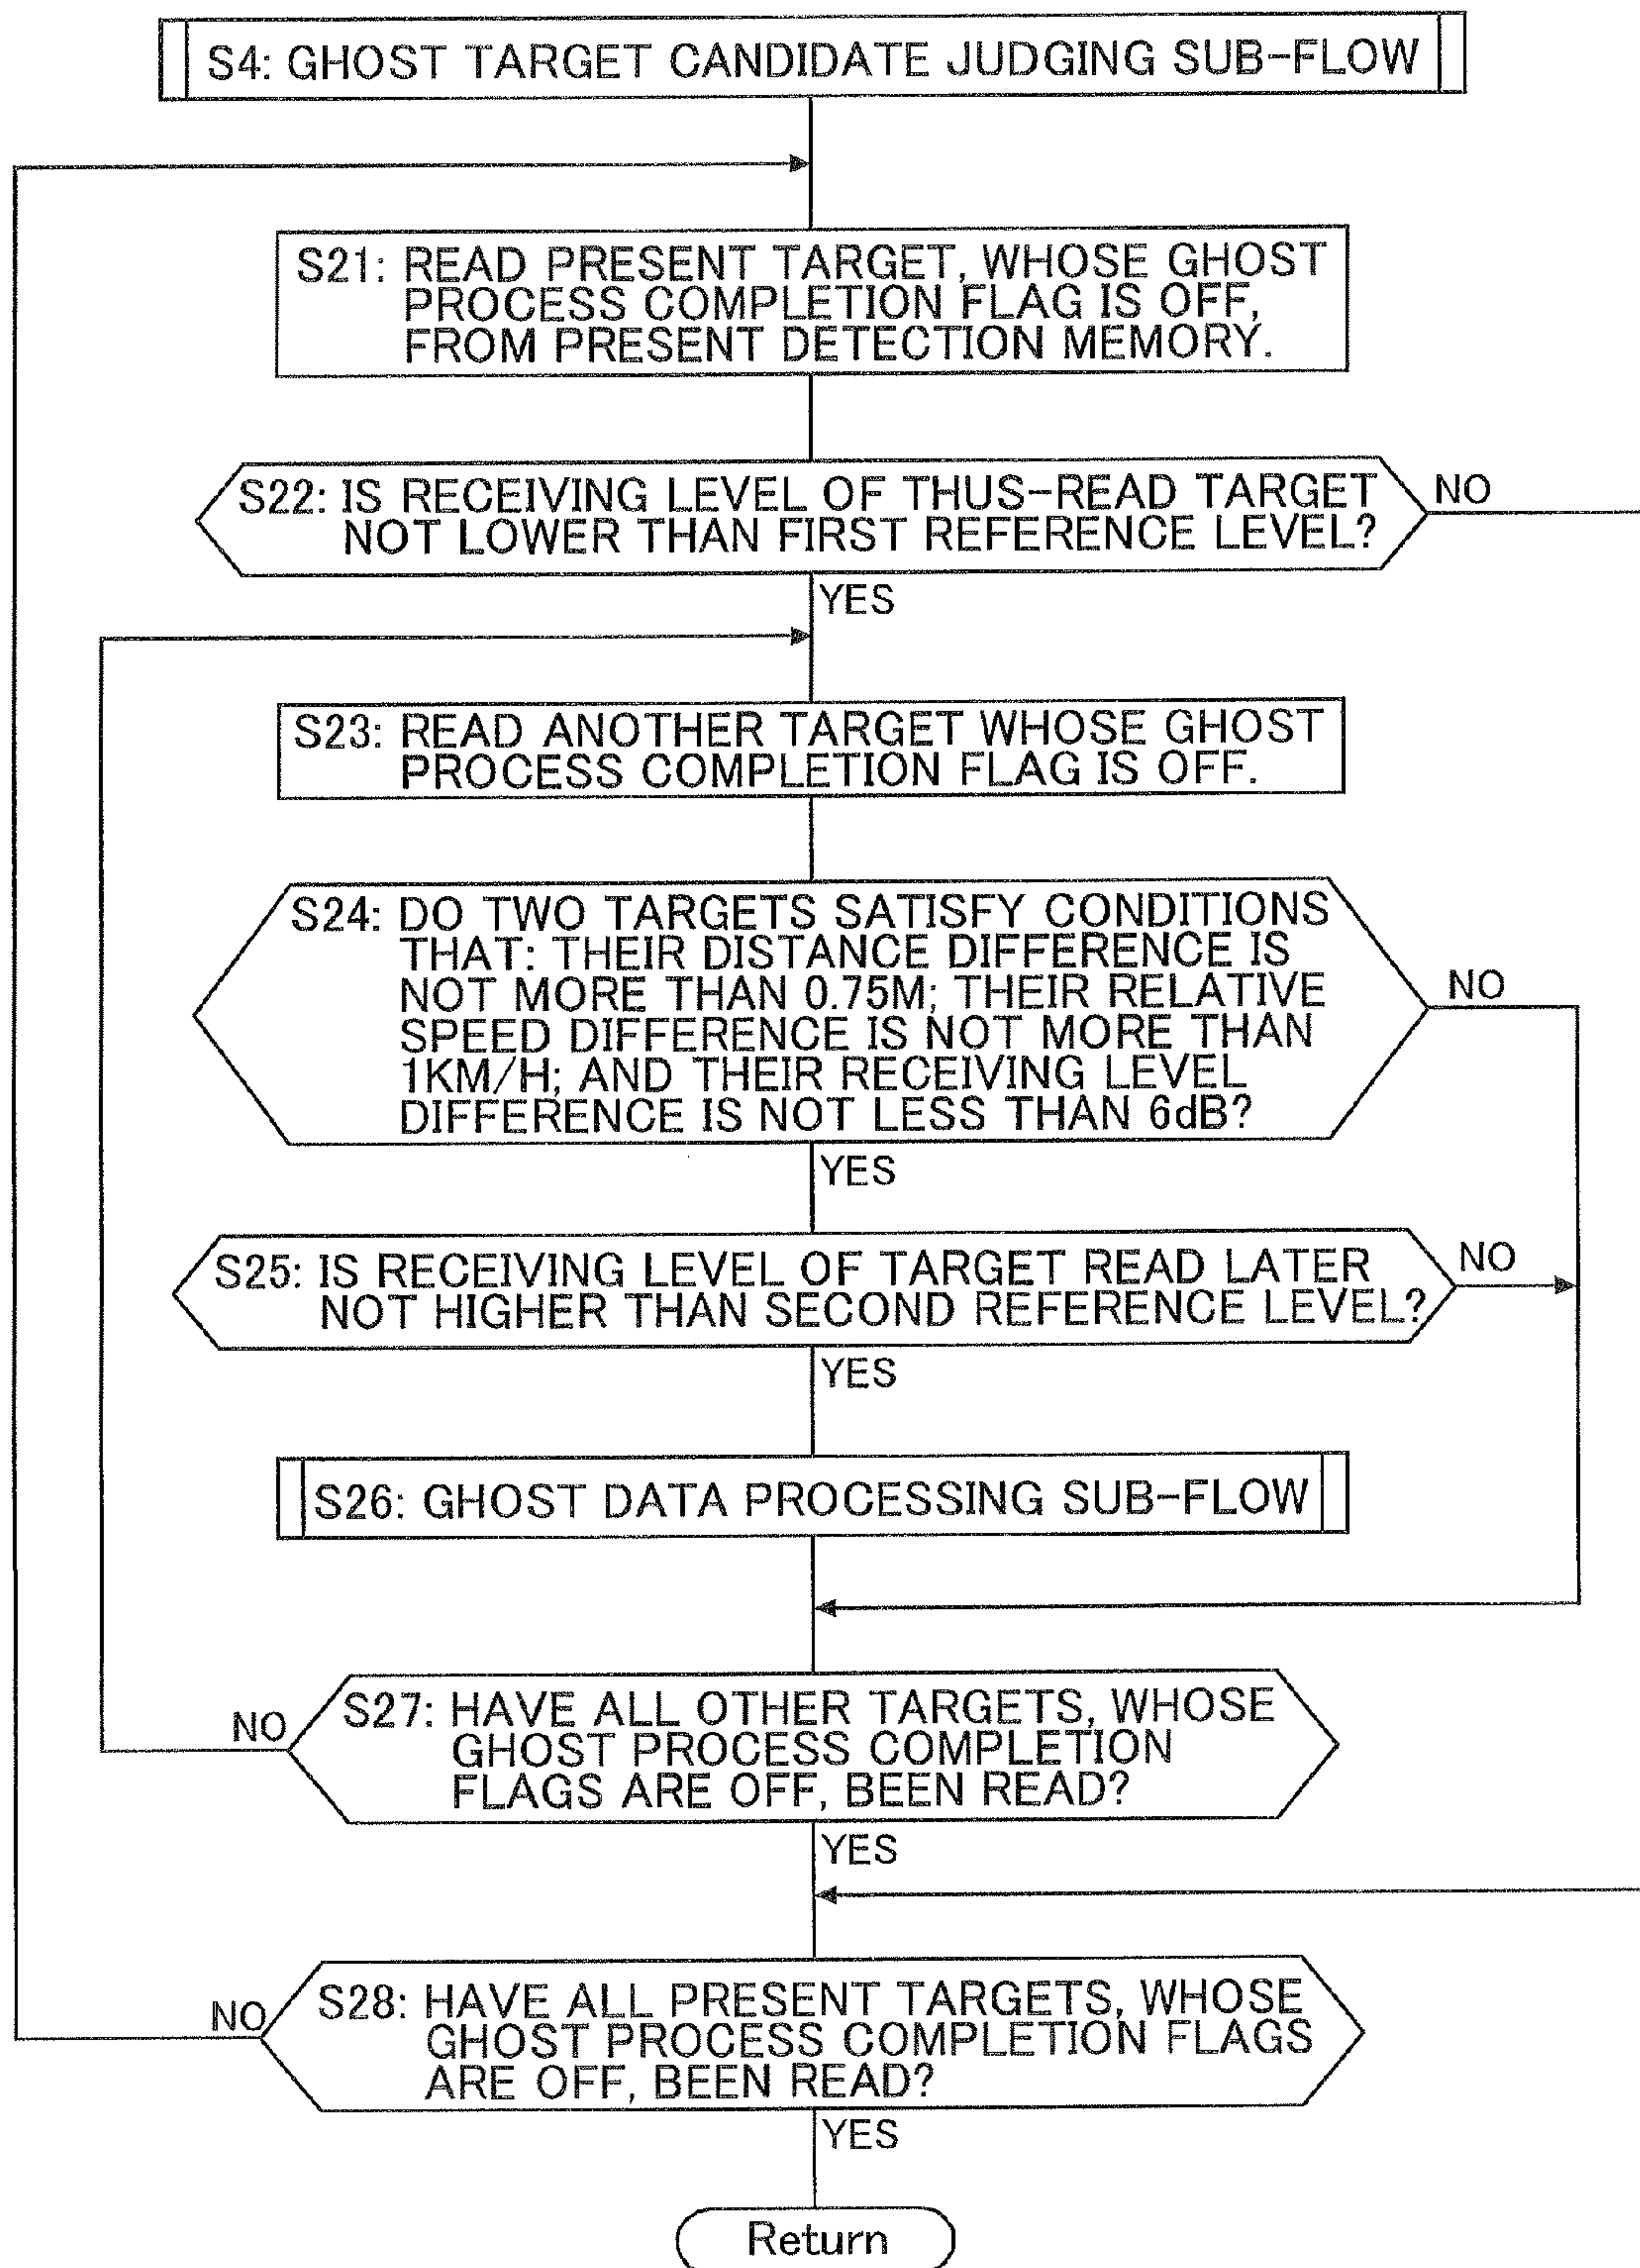 S4: GHOST TARGET CANDIDATE JUDGING SUB-FLOW
S21: READ PRESENT TARGET, WHOSE GHOST
PROCESS COMPLETION FLAG IS OFF,
FROM PRESENT DETECTION MEMORY.
S22: IS RECEIVING LEVEL OF THUS-READ TARGET
NOT LOWER THAN FIRST REFERENCE LEVEL?
NO
YES
S23: READ ANOTHER TARGET WHOSE GHOST
PROCESS COMPLETION FLAG IS OFF.
S24: DO TWO TARGETS SATISFY CONDITIONS
THAT: THEIR DISTANCE DIFFERENCE IS
NOT MORE THAN 0.75M; THEIR RELATIVE
SPEED DIFFERENCE IS NOT MORE THAN
1KM/H; AND THEIR RECEIVING LEVEL
DIFFERENCE IS NOT LESS THAN 6dB?
NO
YES
S25: IS RECEIVING LEVEL OF TARGET READ LATER
NOT HIGHER THAN SECOND REFERENCE LEVEL?
NO
YES
S26: GHOST DATA PROCESSING SUB-FLOW
S27: HAVE ALL OTHER TARGETS, WHOSE
GHOST PROCESS COMPLETION
FLAGS ARE OFF, BEEN READ?
NO
YES
S28: HAVE ALL PRESENT TARGETS, WHOSE
GHOST PROCESS COMPLETION FLAGS
ARE OFF, BEEN READ?
NO
YES
Return